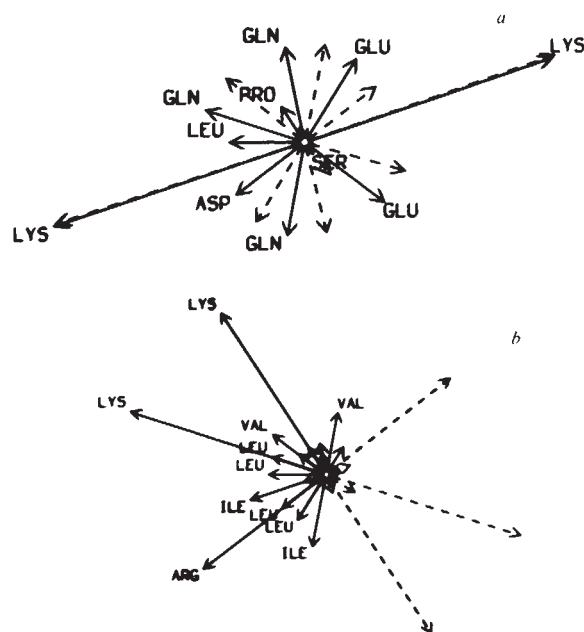 a
GLN
GLU
LYS
GLN
PRO
LEU
SER
ASP
GLU
LYS
GLN
b
LYS
LYS
VAL
VAL
LEU
LEU
ILE
LEU
LEU
ILE
ARG